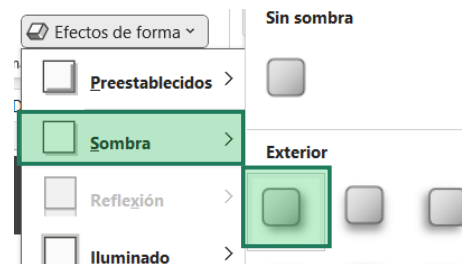 Efectos de forma
Sin sombra
Preestablecidos
Sombra
Exterior
Reflexión
Iluminado